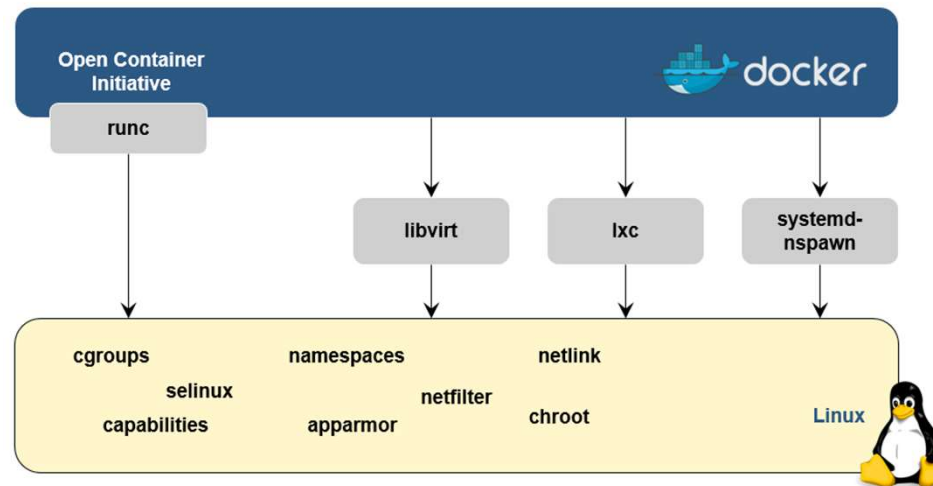 Open Container
Initiative
docker
runc
libvirt
lxc
systemd-
nspawn
cgroups
namespaces
netlink
selinux
netfilter
capabilities
apparmor
chroot
Linux